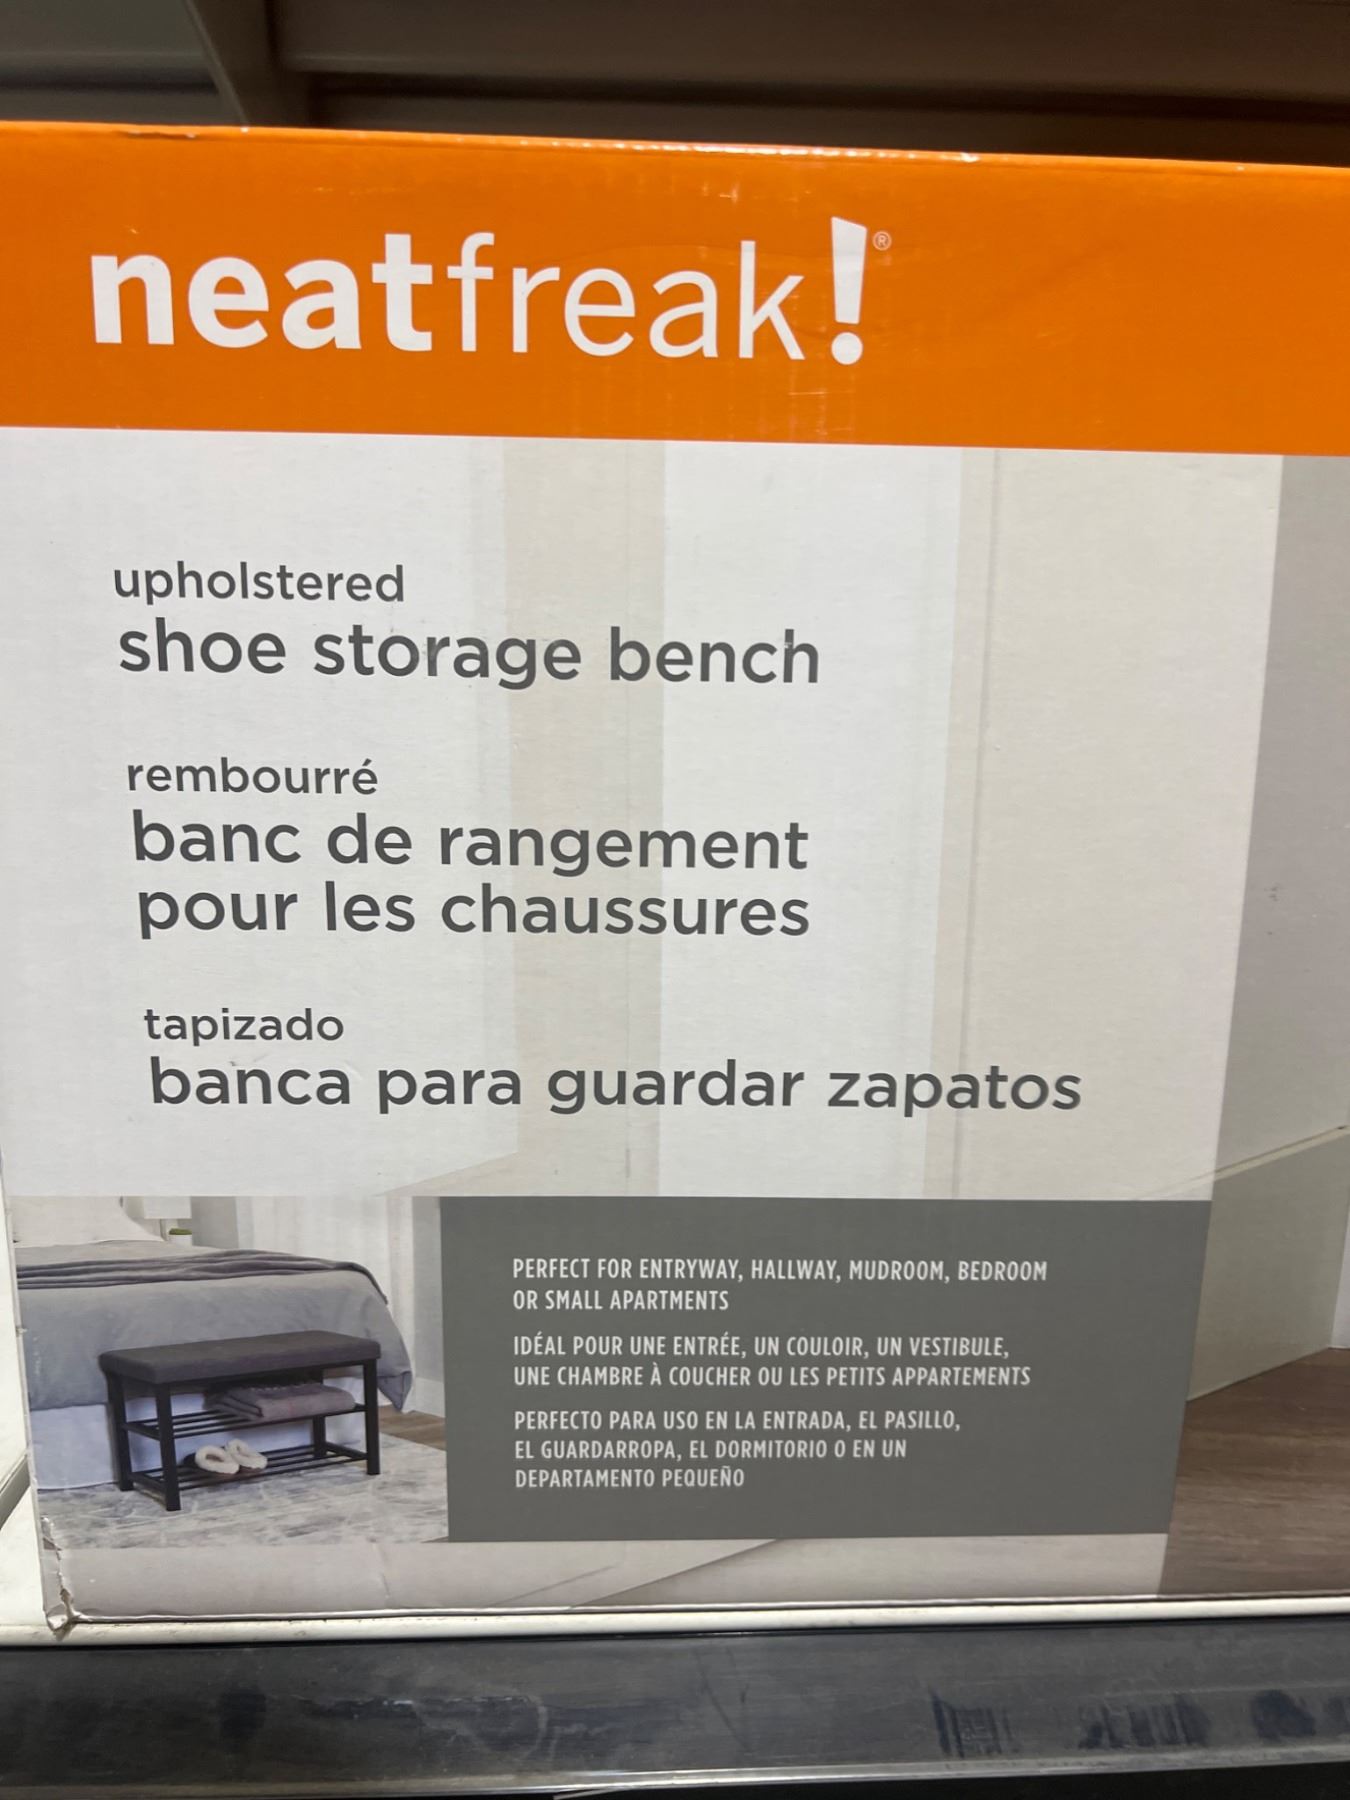 neatfreak!®
upholstered
shoe storage bench
rembourré
banc de rangement
pour les chaussures
tapizado
banca para guardar zapatos
PERFECT FOR ENTRYWAY, HALLWAY, MUDROOM, BEDROOM
OR SMALL APARTMENTS
IDÉAL POUR UNE ENTRÉE, UN COULOIR, UN VESTIBULE,
UNE CHAMBRE À COUCHER OU LES PETITS APPARTEMENTS
PERFECTO PARA USO EN LA ENTRADA, EL PASILLO,
EL GUARDARROPA, EL DORMITORIO O EN UN
DEPARTAMENTO PEQUEÑO